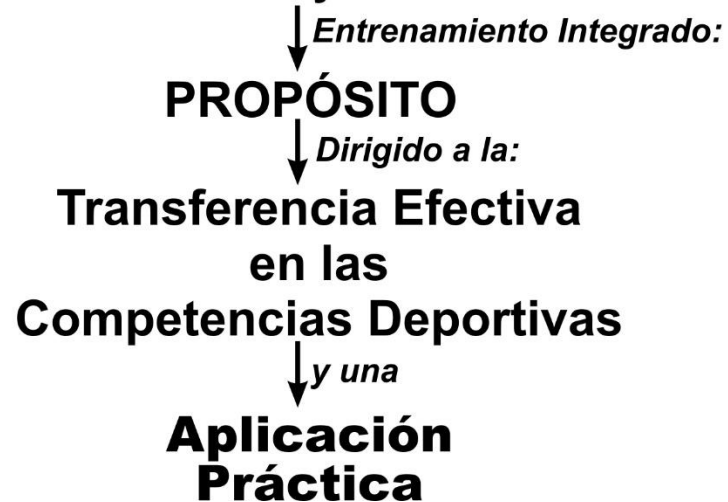 Entrenamiento Integrado:
PROPÓSITO
Dirigido a la:
Transferencia Efectiva
en las
Competencias Deportivas
y una
Aplicación
Práctica